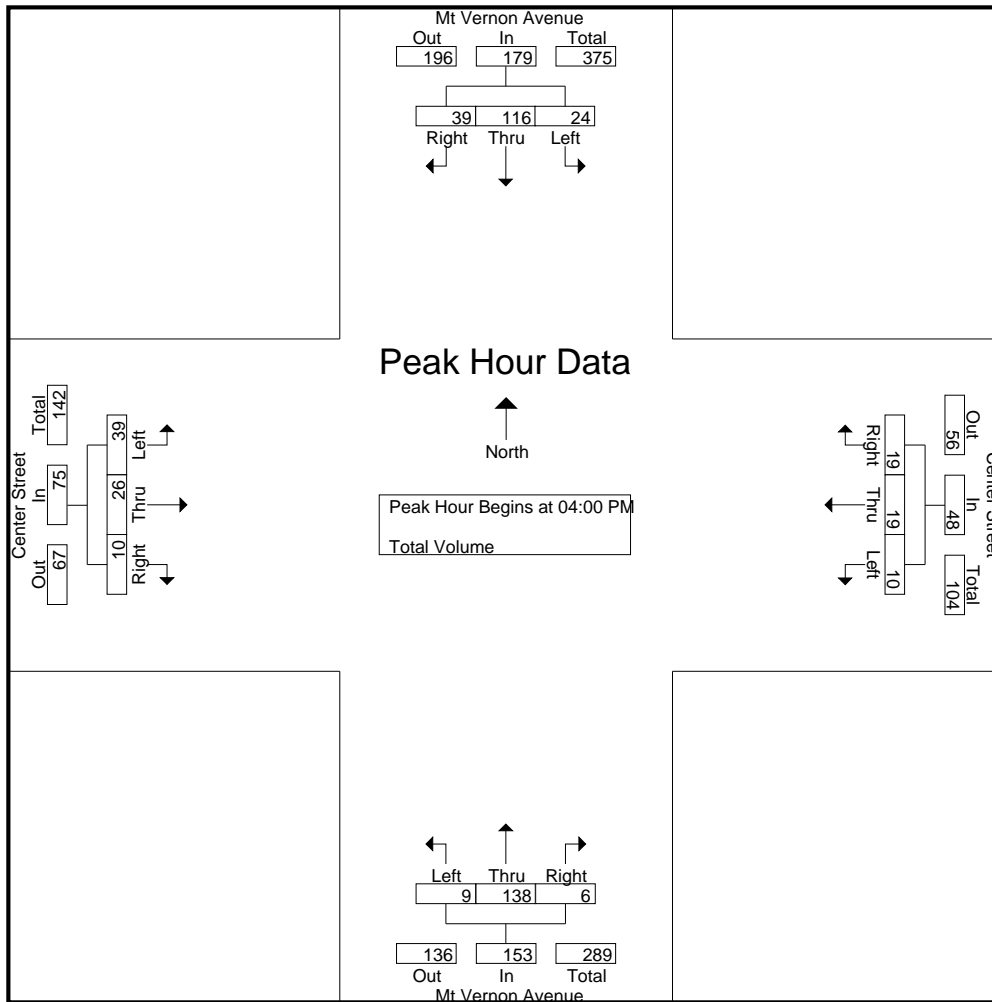 Mt Vernon Avenue
Out In Total
196 179 375
39 116 24
Right Thru Left
Peak Hour Data
North
Peak Hour Begins at 04:00 PM
Total Volume
Center Street
Total In Out
142 75 67
39 26 10
Left Thru Right
Right Thru Left
19 19 10
Out In Total
56 48 104
Center Street
Left Thru Right
9 138 6
136 153 289
Out In Total
Mt Vernon Avenue